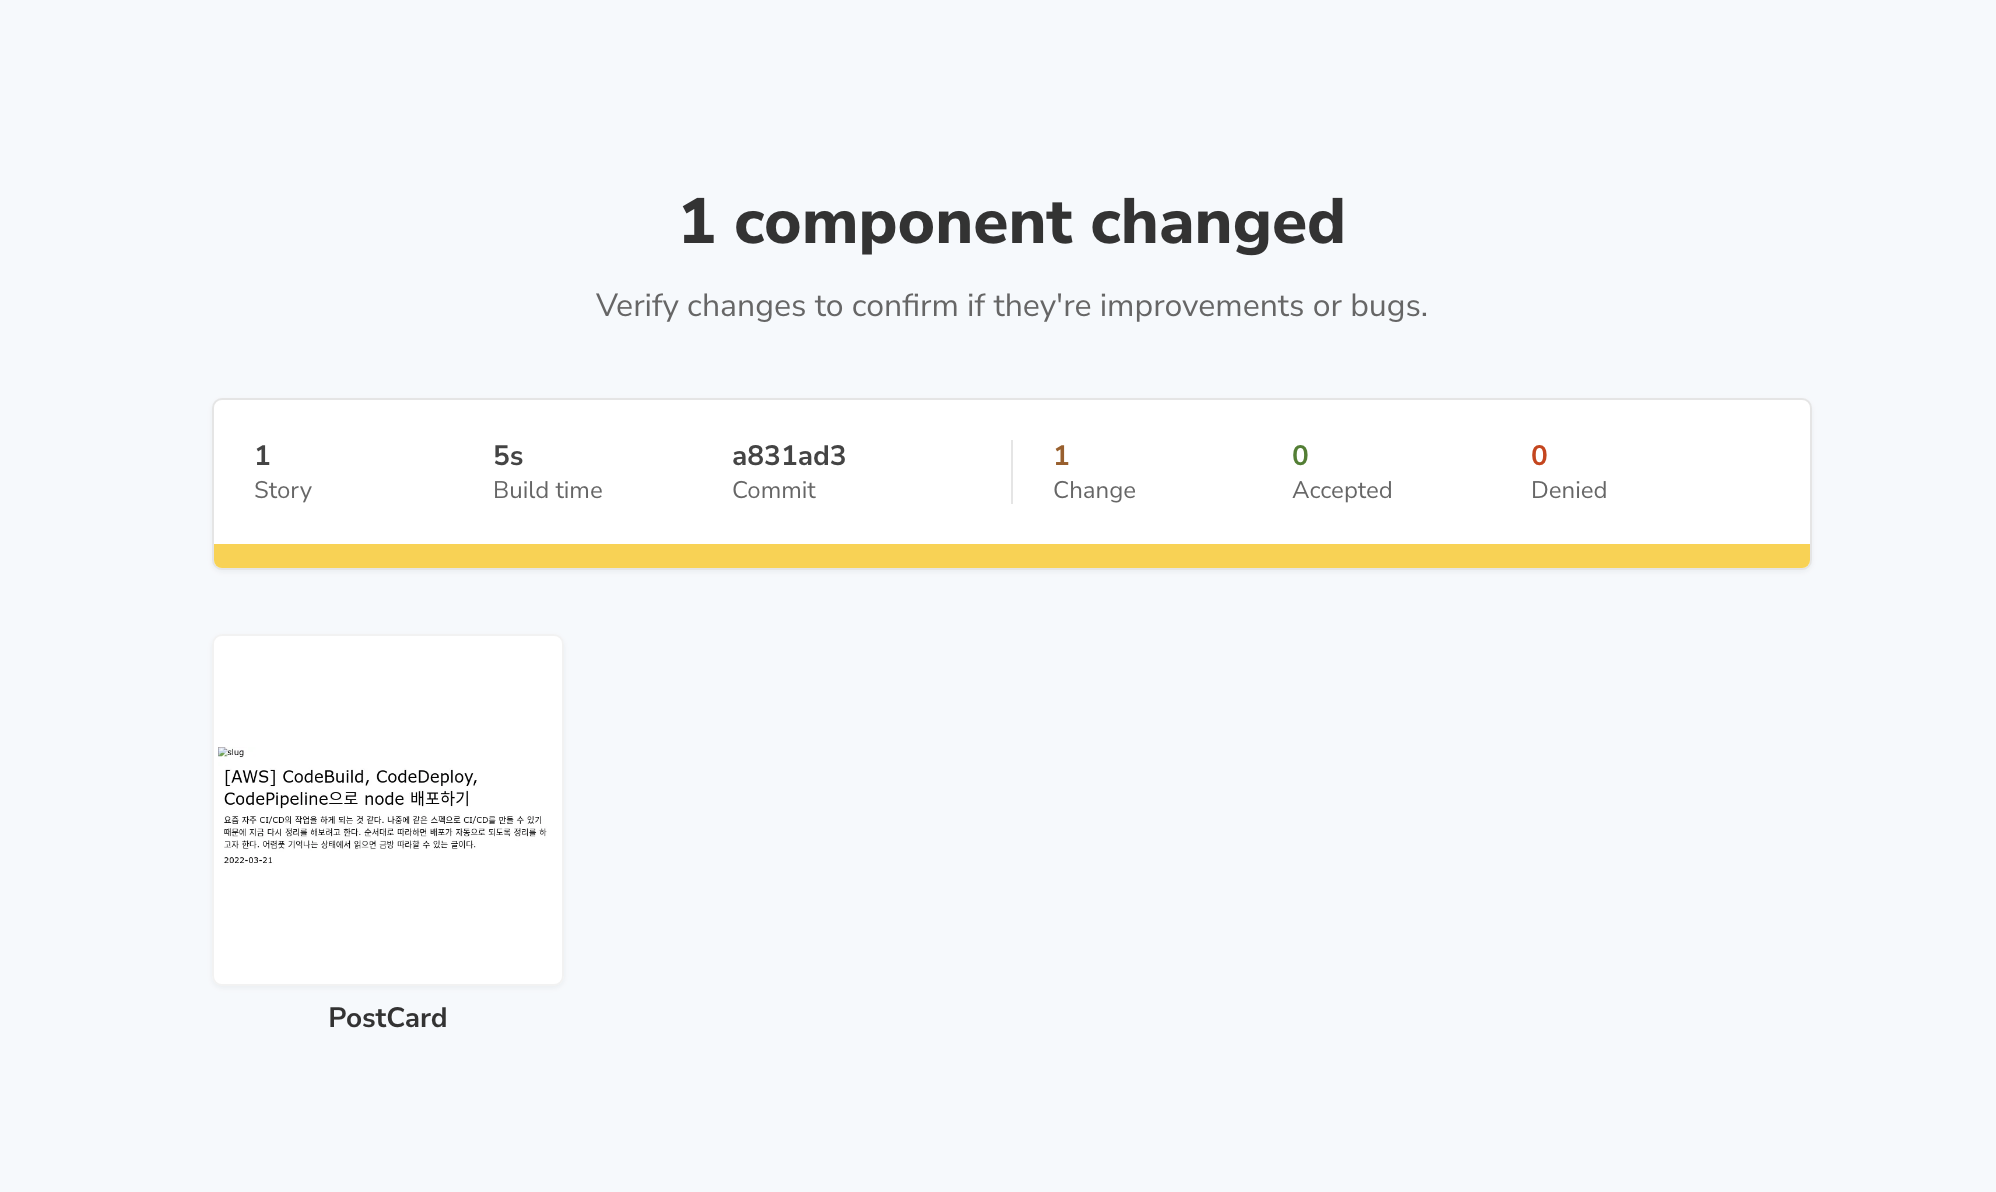 1 component changed
Verify changes to confirm if they're improvements or bugs.
1
Story
5s
Build time
a831ad3
Commit
1
Change
0
Accepted
0
Denied
slug
[AWS] CodeBuild, CodeDeploy,
CodePipeline으로 node 배포하기
요즘 자주 CI/CD의 작업을 하게 되는 것 같다. 나중에 같은 스펙으로 CI/CD를 만들 수 있기
때문에 지금 다시 정리를 해보려고 한다. 순서대로 따라하면 배포가 자동으로 되도록 정리를 하
고자 한다. 어렴풋 기억나는 상태에서 읽으면 금방 따라할 수 있는 글이다.
2022-03-21
PostCard